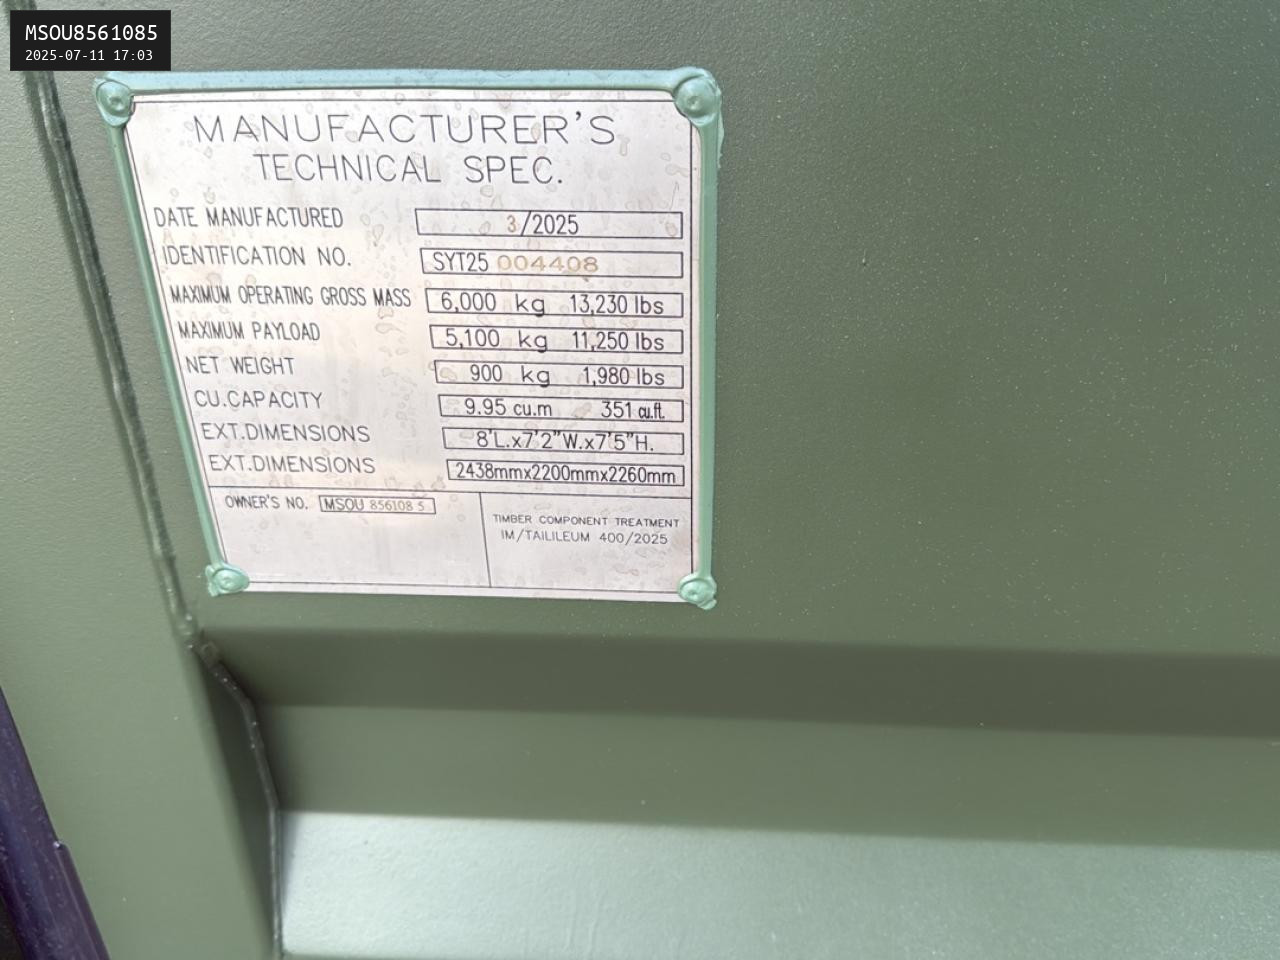 MSOU8561085
2025-07-11 17:03
MANUFACTURER'S
TECHNICAL SPEC.
DATE MANUFACTURED 3/2025
IDENTIFICATION NO. SYT25 004408
MAXIMUM OPERATING GROSS MASS 6,000 kg 13,230 lbs
MAXIMUM PAYLOAD 5,100 kg 11,250 lbs
NET WEIGHT 900 kg 1,980 lbs
CU.CAPACITY 9.95 cu.m 351 cu.ft.
EXT.DIMENSIONS 8'L.x7'2"W.x7'5"H.
EXT.DIMENSIONS 2438mmx2200mmx2260mm
OWNER'S NO. MSOU 856108 5
TIMBER COMPONENT TREATMENT
IM/TAILILEUM 400/2025